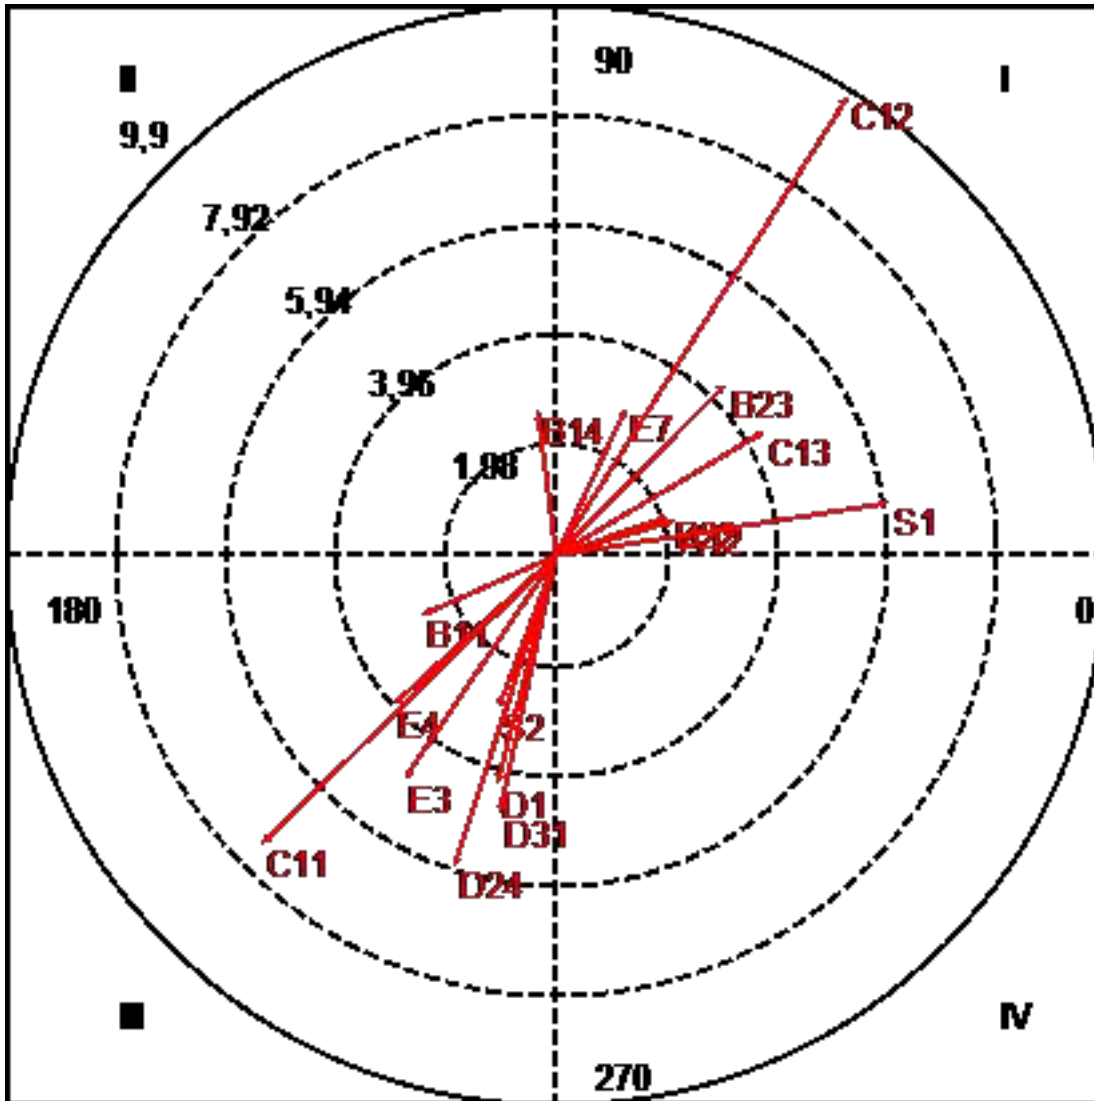 90
II
I
9,9
C12
7,92
5,94
3,96
B23
B14
E7
C13
1,98
S1
180
0
B11
E4
S2
E3
D1
D31
C11
D24
III
IV
270